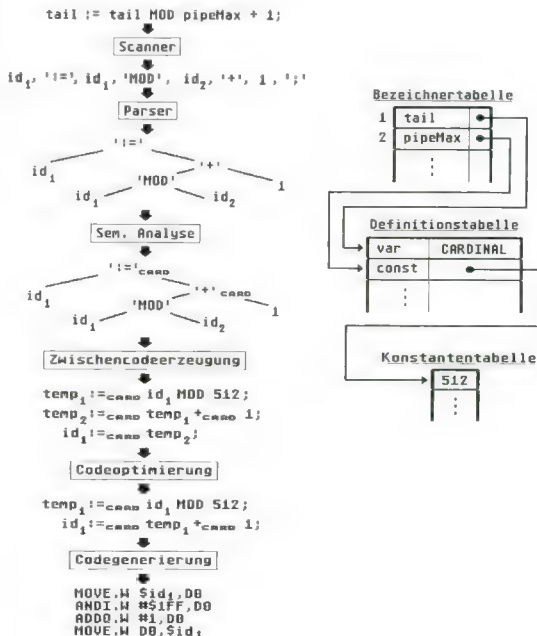 tail := tail MOD pipeMax + 1;
Scanner
id₁, ':=', id₁, 'MOD', id₂, '+', 1, ';'
Parser
':='
id₁ '+'
'MOD' 1
id₁ id₂
Sem. Analyse
':='CARD
id₁ '+'CARD
'MOD' 1
id₁ id₂
Zwischencodeerzeugung
temp₁:=CARD id₁ MOD 512;
temp₂:=CARD temp₁+CARD 1;
id₁:=CARD temp₂;
Codeoptimierung
temp₁:=CARD id₁ MOD 512;
id₁:=CARD temp₁+CARD 1;
Codegenerierung
MOVE.W $id₁,D0
ANDI.W #$1FF,D0
ADDQ.W #1,D0
MOVE.W D0,$id₁
Bezeichnertabelle
1 tail
2 pipeMax
Definitionstabelle
var CARDINAL
const
Konstantentabelle
512